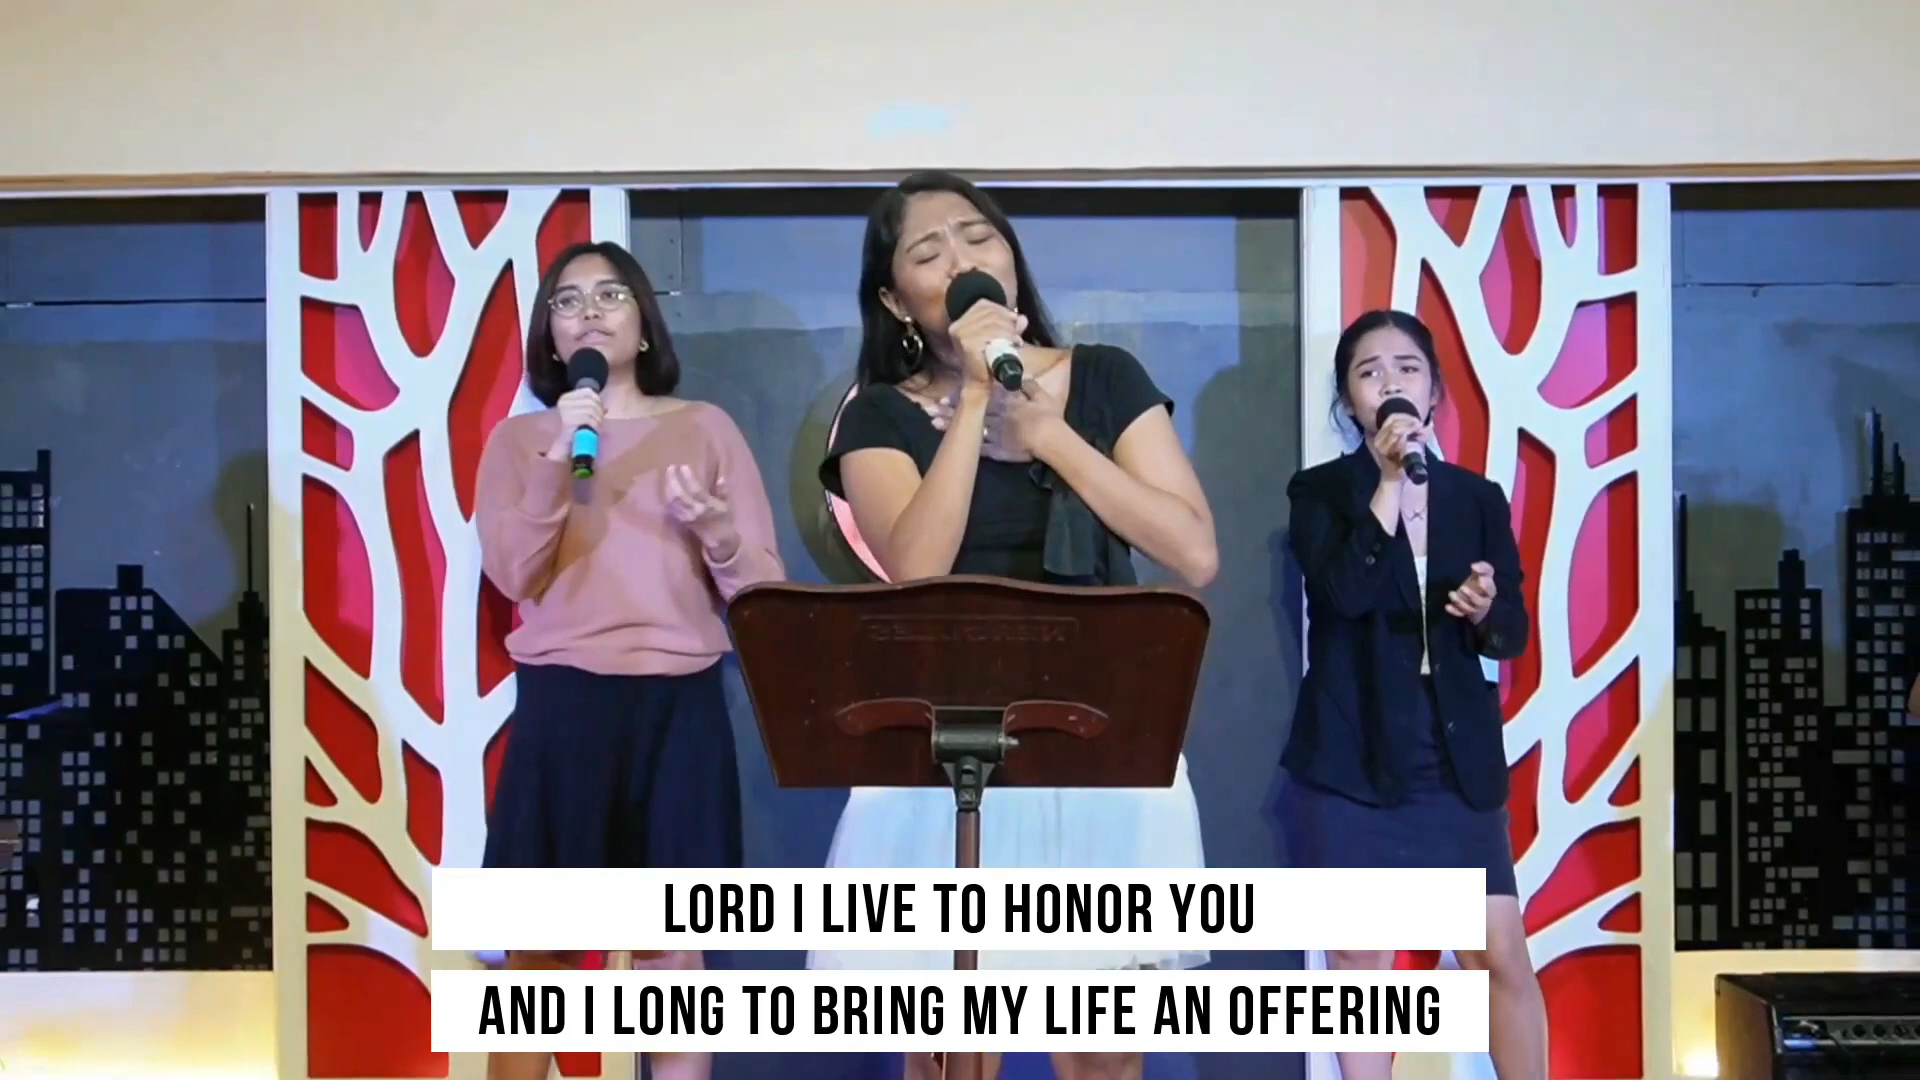 LORD I LIVE TO HONOR YOU
AND I LONG TO BRING MY LIFE AN OFFERING